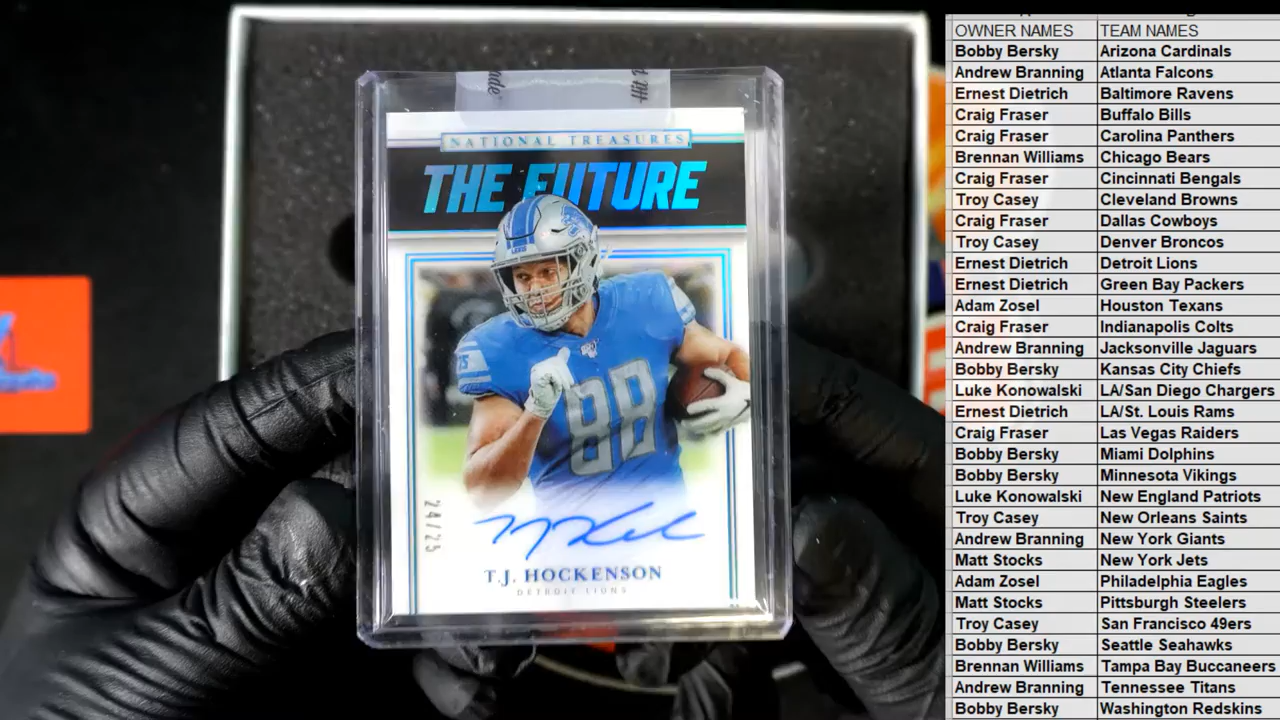 ade
Hit
NATIONAL TREASURES
THE FUTURE
LIONS
75
88
24/25
T.J. HOCKENSON
DETROIT LIONS
OWNER NAMES TEAM NAMES
Bobby Bersky Arizona Cardinals
Andrew Branning Atlanta Falcons
Ernest Dietrich Baltimore Ravens
Craig Fraser Buffalo Bills
Craig Fraser Carolina Panthers
Brennan Williams Chicago Bears
Craig Fraser Cincinnati Bengals
Troy Casey Cleveland Browns
Craig Fraser Dallas Cowboys
Troy Casey Denver Broncos
Ernest Dietrich Detroit Lions
Ernest Dietrich Green Bay Packers
Adam Zosel Houston Texans
Craig Fraser Indianapolis Colts
Andrew Branning Jacksonville Jaguars
Bobby Bersky Kansas City Chiefs
Luke Konowalski LA/San Diego Chargers
Ernest Dietrich LA/St. Louis Rams
Craig Fraser Las Vegas Raiders
Bobby Bersky Miami Dolphins
Bobby Bersky Minnesota Vikings
Luke Konowalski New England Patriots
Troy Casey New Orleans Saints
Andrew Branning New York Giants
Matt Stocks New York Jets
Adam Zosel Philadelphia Eagles
Matt Stocks Pittsburgh Steelers
Troy Casey San Francisco 49ers
Bobby Bersky Seattle Seahawks
Brennan Williams Tampa Bay Buccaneers
Andrew Branning Tennessee Titans
Bobby Bersky Washington Redskins